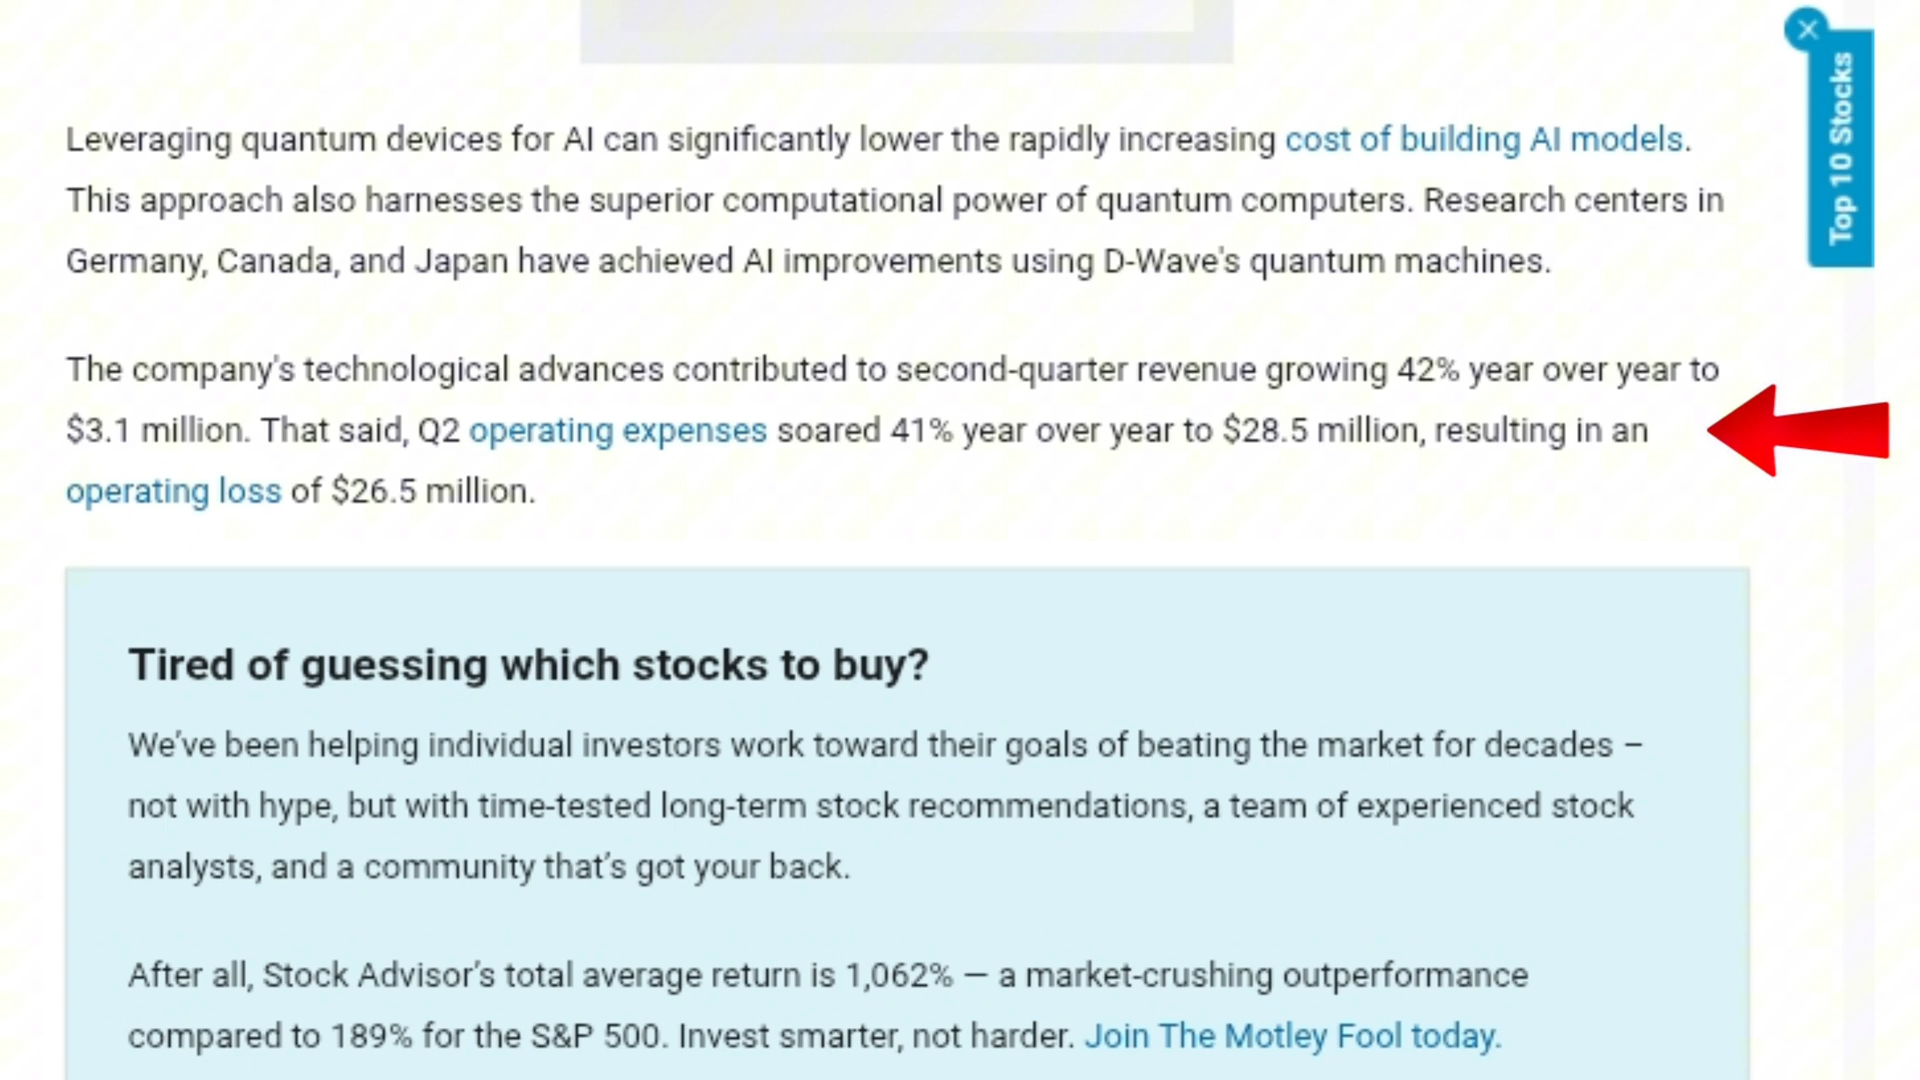 Leveraging quantum devices for AI can significantly lower the rapidly increasing cost of building AI models.
This approach also harnesses the superior computational power of quantum computers. Research centers in
Germany, Canada, and Japan have achieved AI improvements using D-Wave's quantum machines.
The company's technological advances contributed to second-quarter revenue growing 42% year over year to
$3.1 million. That said, Q2 operating expenses soared 41% year over year to $28.5 million, resulting in an
operating loss of $26.5 million.
Tired of guessing which stocks to buy?
We’ve been helping individual investors work toward their goals of beating the market for decades –
not with hype, but with time-tested long-term stock recommendations, a team of experienced stock
analysts, and a community that’s got your back.
After all, Stock Advisor’s total average return is 1,062% — a market-crushing outperformance
compared to 189% for the S&P 500. Invest smarter, not harder. Join The Motley Fool today.
Top 10 Stocks